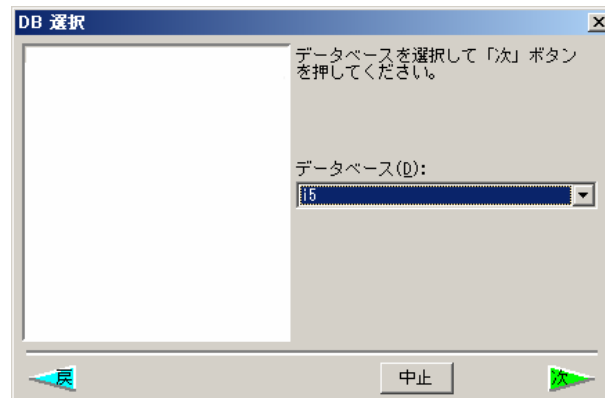 DB 選択
データベースを選択して「次」ボタン
を押してください。
データベース(D):
i5
戻
中止
次